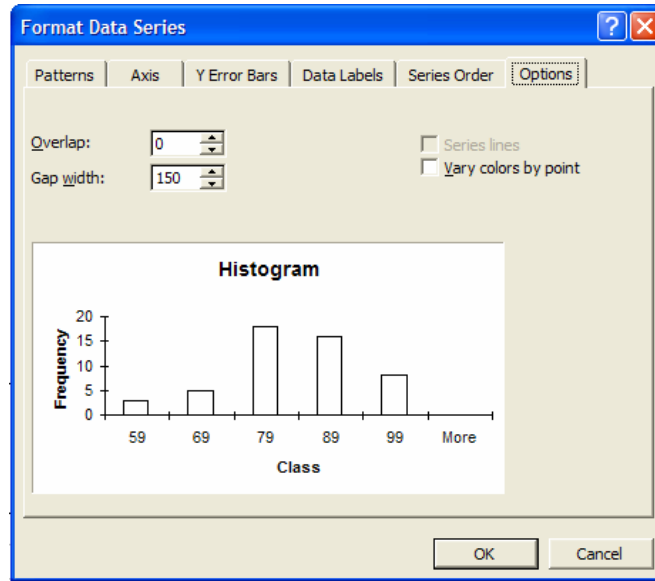 Format Data Series
Patterns Axis Y Error Bars Data Labels Series Order Options
Overlap: 0 Series lines
Gap width: 150 Vary colors by point
Histogram
Frequency
20
15
10
5
0
59 69 79 89 99 More
Class
OK Cancel